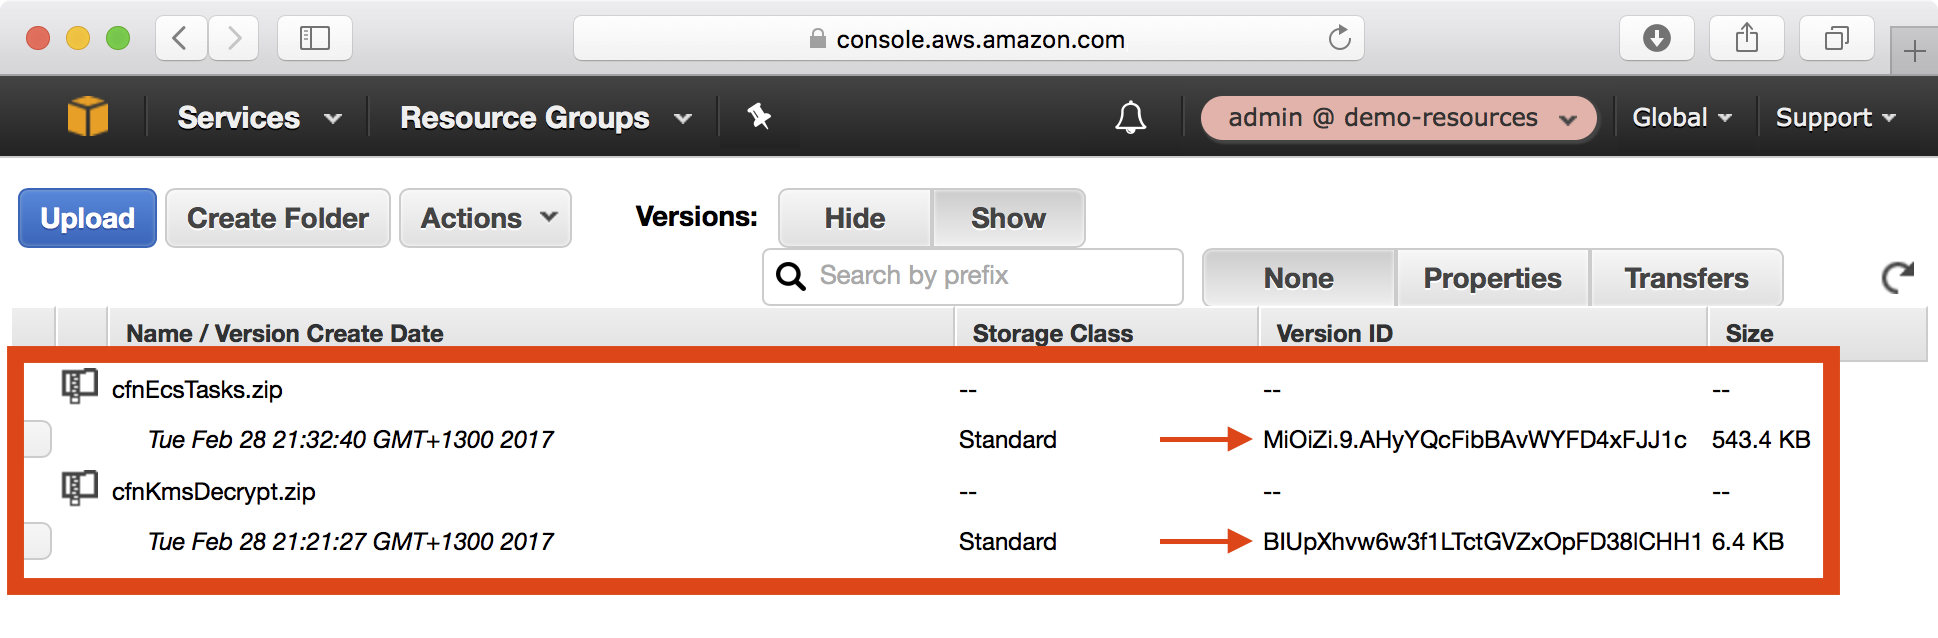 console.aws.amazon.com
Services Resource Groups admin @ demo-resources Global Support
Upload Create Folder Actions Versions: Hide Show
Search by prefix None Properties Transfers
Name / Version Create Date Storage Class Version ID Size
cfnEcsTasks.zip -- -- --
Tue Feb 28 21:32:40 GMT+1300 2017 Standard MiOiZi.9.AHyYQcFibBAvWYFD4xFJJ1c 543.4 KB
cfnKmsDecrypt.zip -- -- --
Tue Feb 28 21:21:27 GMT+1300 2017 Standard BIUpXhvw6w3f1LTctGVZxOpFD38ICHH1 6.4 KB